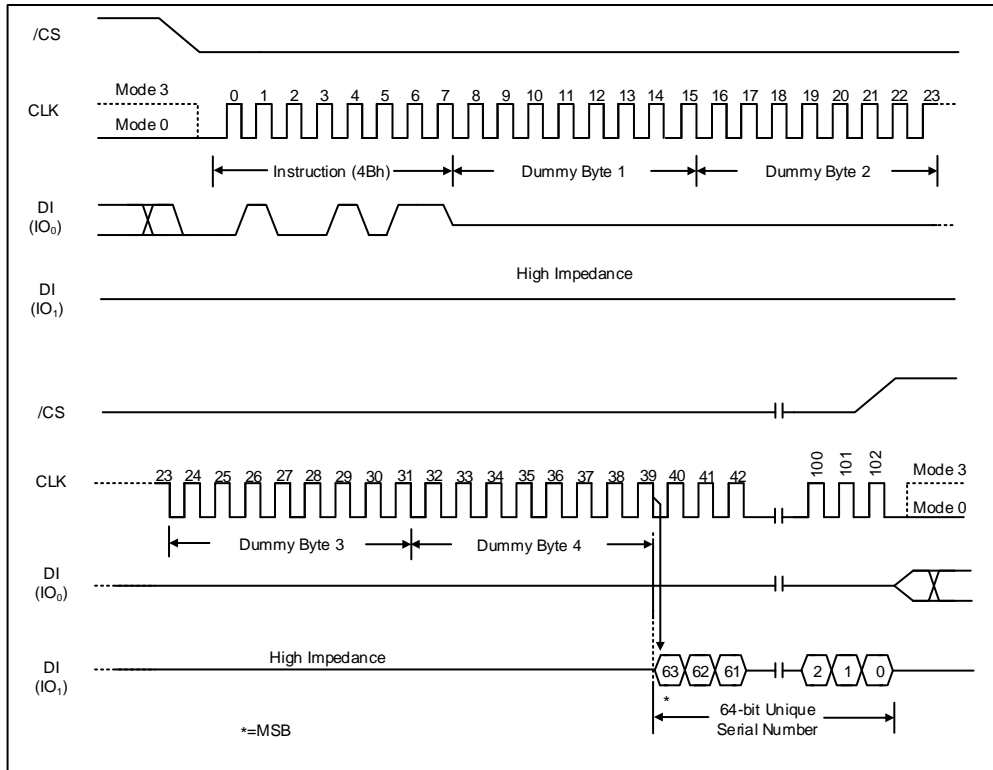 /CS
Mode 3
CLK
Mode 0
0 1 2 3 4 5 6 7 8 9 10 11 12 13 14 15 16 17 18 19 20 21 22 23
Instruction (4Bh)
Dummy Byte 1
Dummy Byte 2
DI
(IO₀)
High Impedance
DI
(IO₁)
/CS
CLK
23 24 25 26 27 28 29 30 31 32 33 34 35 36 37 38 39 40 41 42
100 101 102
Mode 3
Mode 0
Dummy Byte 3
Dummy Byte 4
DI
(IO₀)
High Impedance
DI
(IO₁)
63 62 61 2 1 0
*
*=MSB
64-bit Unique
Serial Number